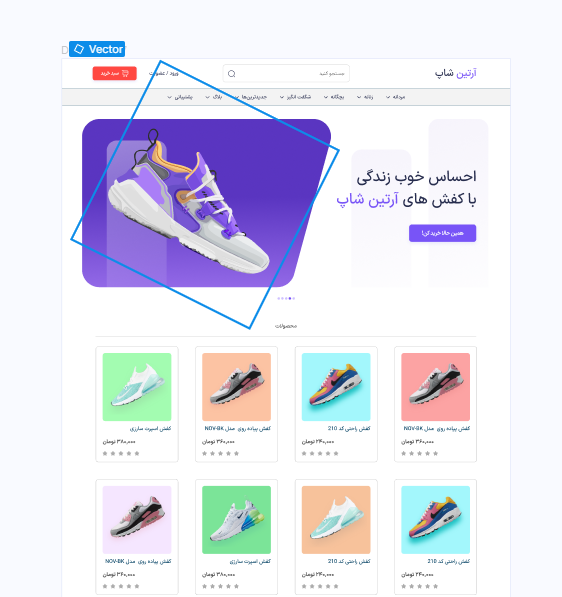 D
Vector
آرتین شاپ
جستجو کنید
ورود / عضویت
سبد خرید
مردانه
زنانه
بچگانه
شگفت انگیز
جدیدترین‌ها
بلاگ
پشتیبانی
احساس خوب زندگی
با کفش های آرتین شاپ
همین حالا خرید کن!
محصولات
کفش پیاده روی مدل NOV-BK
۳۶۰,۰۰۰ تومان
کفش راحتی کد 210
۲۴۰,۰۰۰ تومان
کفش پیاده روی مدل NOV-BK
۳۶۰,۰۰۰ تومان
کفش اسپرت سارزی
۳۸۰,۰۰۰ تومان
کفش راحتی کد 210
۲۴۰,۰۰۰ تومان
کفش راحتی کد 210
۲۴۰,۰۰۰ تومان
کفش اسپرت سارزی
۳۸۰,۰۰۰ تومان
کفش پیاده روی مدل NOV-BK
۳۶۰,۰۰۰ تومان